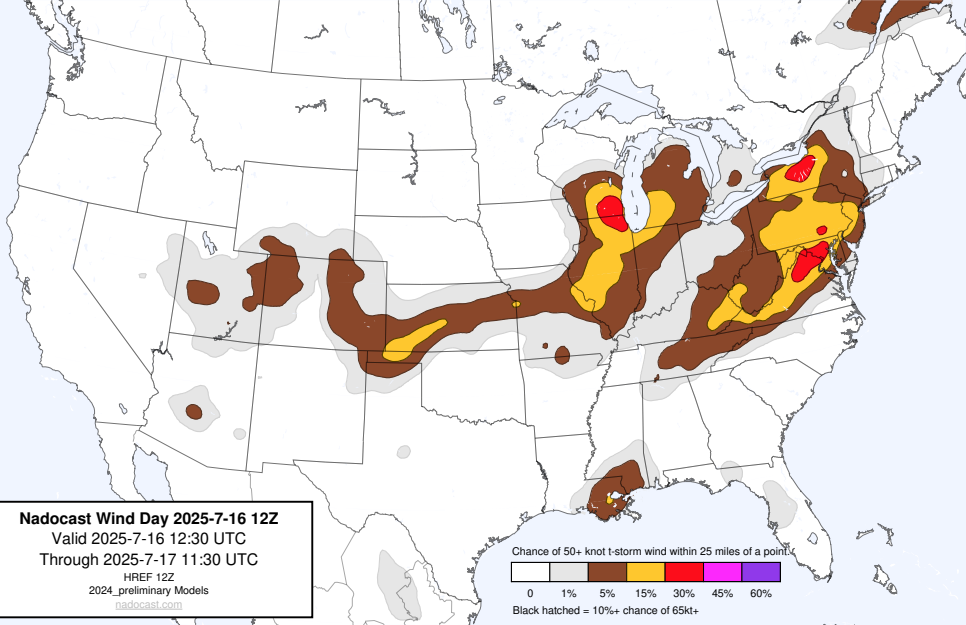 Nadocast Wind Day 2025-7-16 12Z
Valid 2025-7-16 12:30 UTC
Through 2025-7-17 11:30 UTC
HREF 12Z
2024_preliminary Models
nadocast.com
Chance of 50+ knot t-storm wind within 25 miles of a point.
0 1% 5% 15% 30% 45% 60%
Black hatched = 10%+ chance of 65kt+